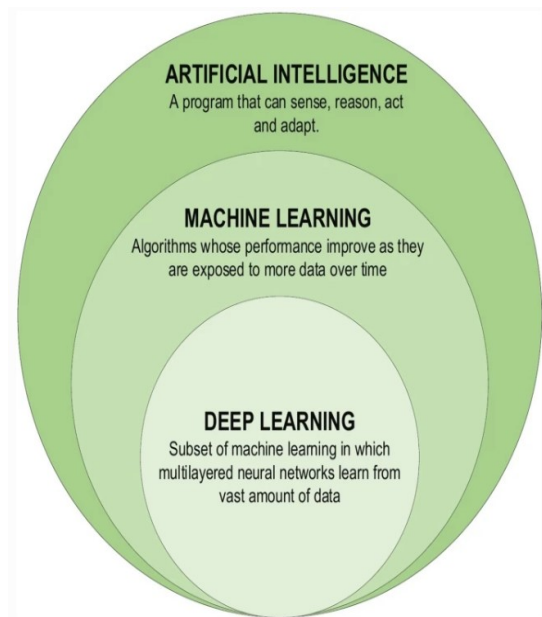 ARTIFICIAL INTELLIGENCE
A program that can sense, reason, act
and adapt.
MACHINE LEARNING
Algorithms whose performance improve as they
are exposed to more data over time
DEEP LEARNING
Subset of machine learning in which
multilayered neural networks learn from
vast amount of data